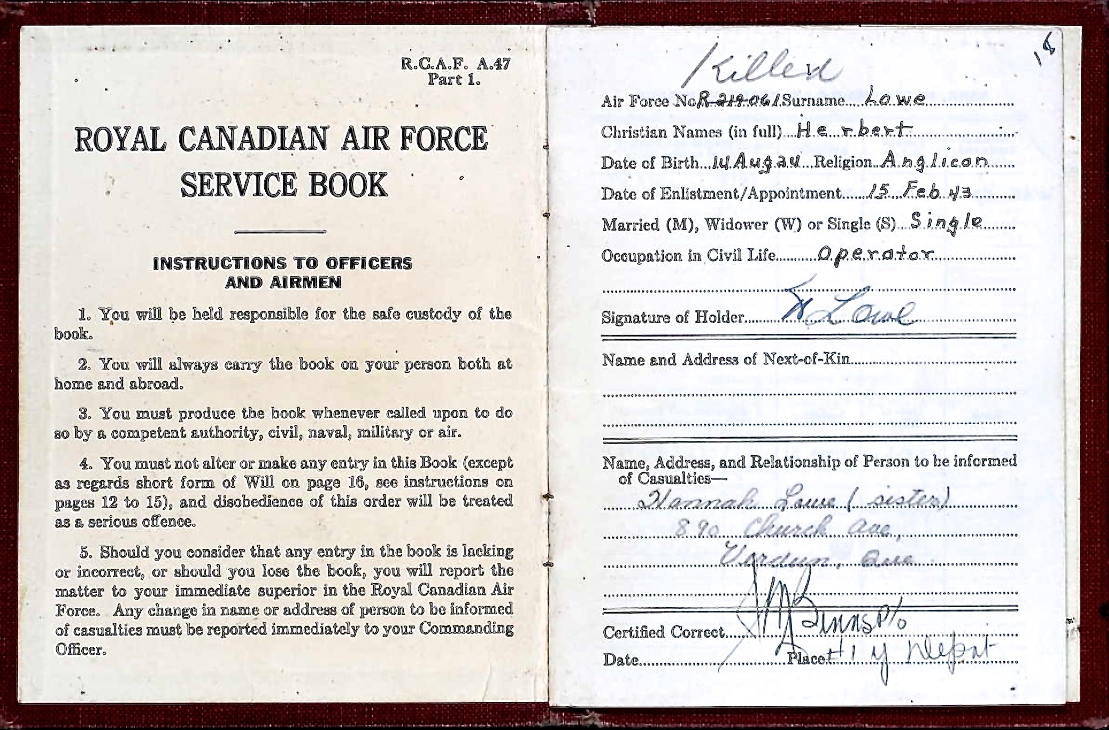 R.C.A.F. A.47
Part 1.
ROYAL CANADIAN AIR FORCE
SERVICE BOOK
INSTRUCTIONS TO OFFICERS
AND AIRMEN
1. You will be held responsible for the safe custody of the
book.
2. You will always carry the book on your person both at
home and abroad.
3. You must produce the book whenever called upon to do
so by a competent authority, civil, naval, military or air.
4. You must not alter or make any entry in this Book (except
as regards short form of Will on page 16, see instructions on
pages 12 to 15), and disobedience of this order will be treated
as a serious offence.
5. Should you consider that any entry in the book is lacking
or incorrect, or should you lose the book, you will report the
matter to your immediate superior in the Royal Canadian Air
Force. Any change in name or address of person to be informed
of casualties must be reported immediately to your Commanding
Officer.
18
Killed
Air Force No. R 219061 Surname Lowe
Christian Names (in full) Herbert
Date of Birth 14 Aug 24 Religion Anglican
Date of Enlistment/Appointment 15 Feb 43
Married (M), Widower (W) or Single (S) Single
Occupation in Civil Life Operator
Signature of Holder H Lowe
Name and Address of Next-of-Kin
Name, Address, and Relationship of Person to be informed
of Casualties—
Hannah Lowe (sister)
890 Church Ave,
Verdun, Que
Certified Correct Binns P/o
Date Place Depot